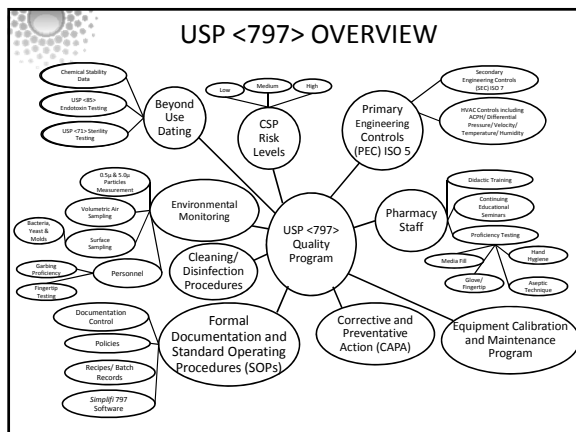 USP <797> OVERVIEW
Chemical Stability
Data
USP <85>
Endotoxin Testing
USP <71> Sterility
Testing
Beyond
Use
Dating
Low
Medium
High
CSP
Risk
Levels
Primary
Engineering
Controls
(PEC) ISO 5
Secondary
Engineering Controls
(SEC) ISO 7
HVAC Controls including
ACPH/ Differential
Pressure/Velocity/
Temperature/Humidity
0.5µ & 5.0µ
Particles
Measurement
Volumetric Air
Sampling
Bacteria,
Yeast &
Molds
Surface
Sampling
Garbing
Proficiency
Personnel
Fingertip
Testing
Environmental
Monitoring
Cleaning/
Disinfection
Procedures
USP <797>
Quality
Program
Pharmacy
Staff
Didactic Training
Continuing
Educational
Seminars
Proficiency Testing
Hand
Hygiene
Media Fill
Glove/
Fingertip
Aseptic
Technique
Documentation
Control
Policies
Recipes/ Batch
Records
Simplifi 797
Software
Formal
Documentation and
Standard Operating
Procedures (SOPs)
Corrective and
Preventative
Action (CAPA)
Equipment Calibration
and Maintenance
Program